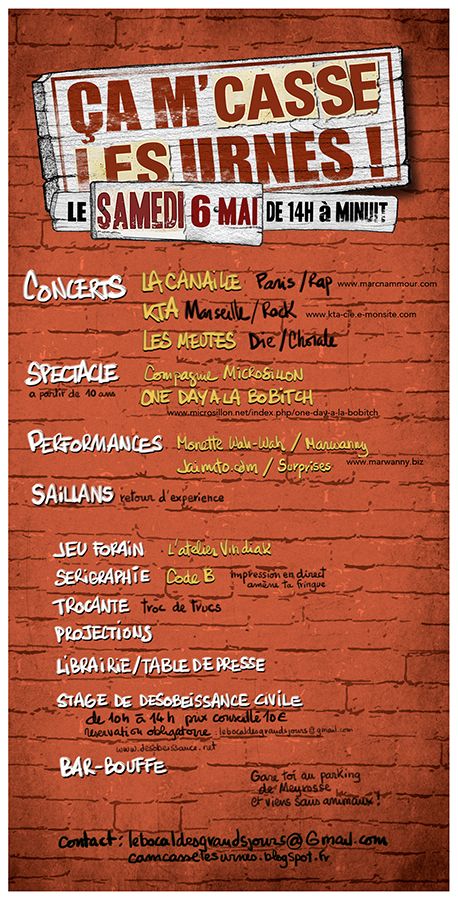 ÇA M'CASSE
LES URNES !
LE SAMEDI 6 MAI DE 14H à MINUIT
CONCERTS LA CANAILLE Paris/Rap www.marcnammour.com
KTA Marseille/Rock www.kta-cie.e-monsite.com
LES MEUTES Die/Chorale
SPECTACLE Compagnie MICROSILLON
a partir de 10 ans ONE DAY A LA BOBITCH
www.microsillon.net/index.php/one-day-a-la-bobitch
PERFORMANCES Monette Wah-Wah / Marwanny
Jaimito.cdm / Surprises www.marwanny.biz
SAILLANS retour d'experience
JEU FORAIN L'atelier Vindiak
SERIGRAPHIE Code B impression en direct
amène ta fringue
TROCANTE troc de trucs
PROJECTIONS
LIBRAIRIE/TABLE DE PRESSE
STAGE DE DESOBEISSANCE CIVILE
de 10h à 14h prix conseillé 10€
reservation obligatoire lebocaldesgrandsjours@gmail.com
www.desobeissance.net
BAR-BOUFFE
Gare toi au parking
de Meyrosse
et viens sans animaux !
contact : lebocaldesgrandsjours@Gmail.com
camcasselesurnes.blogspot.fr